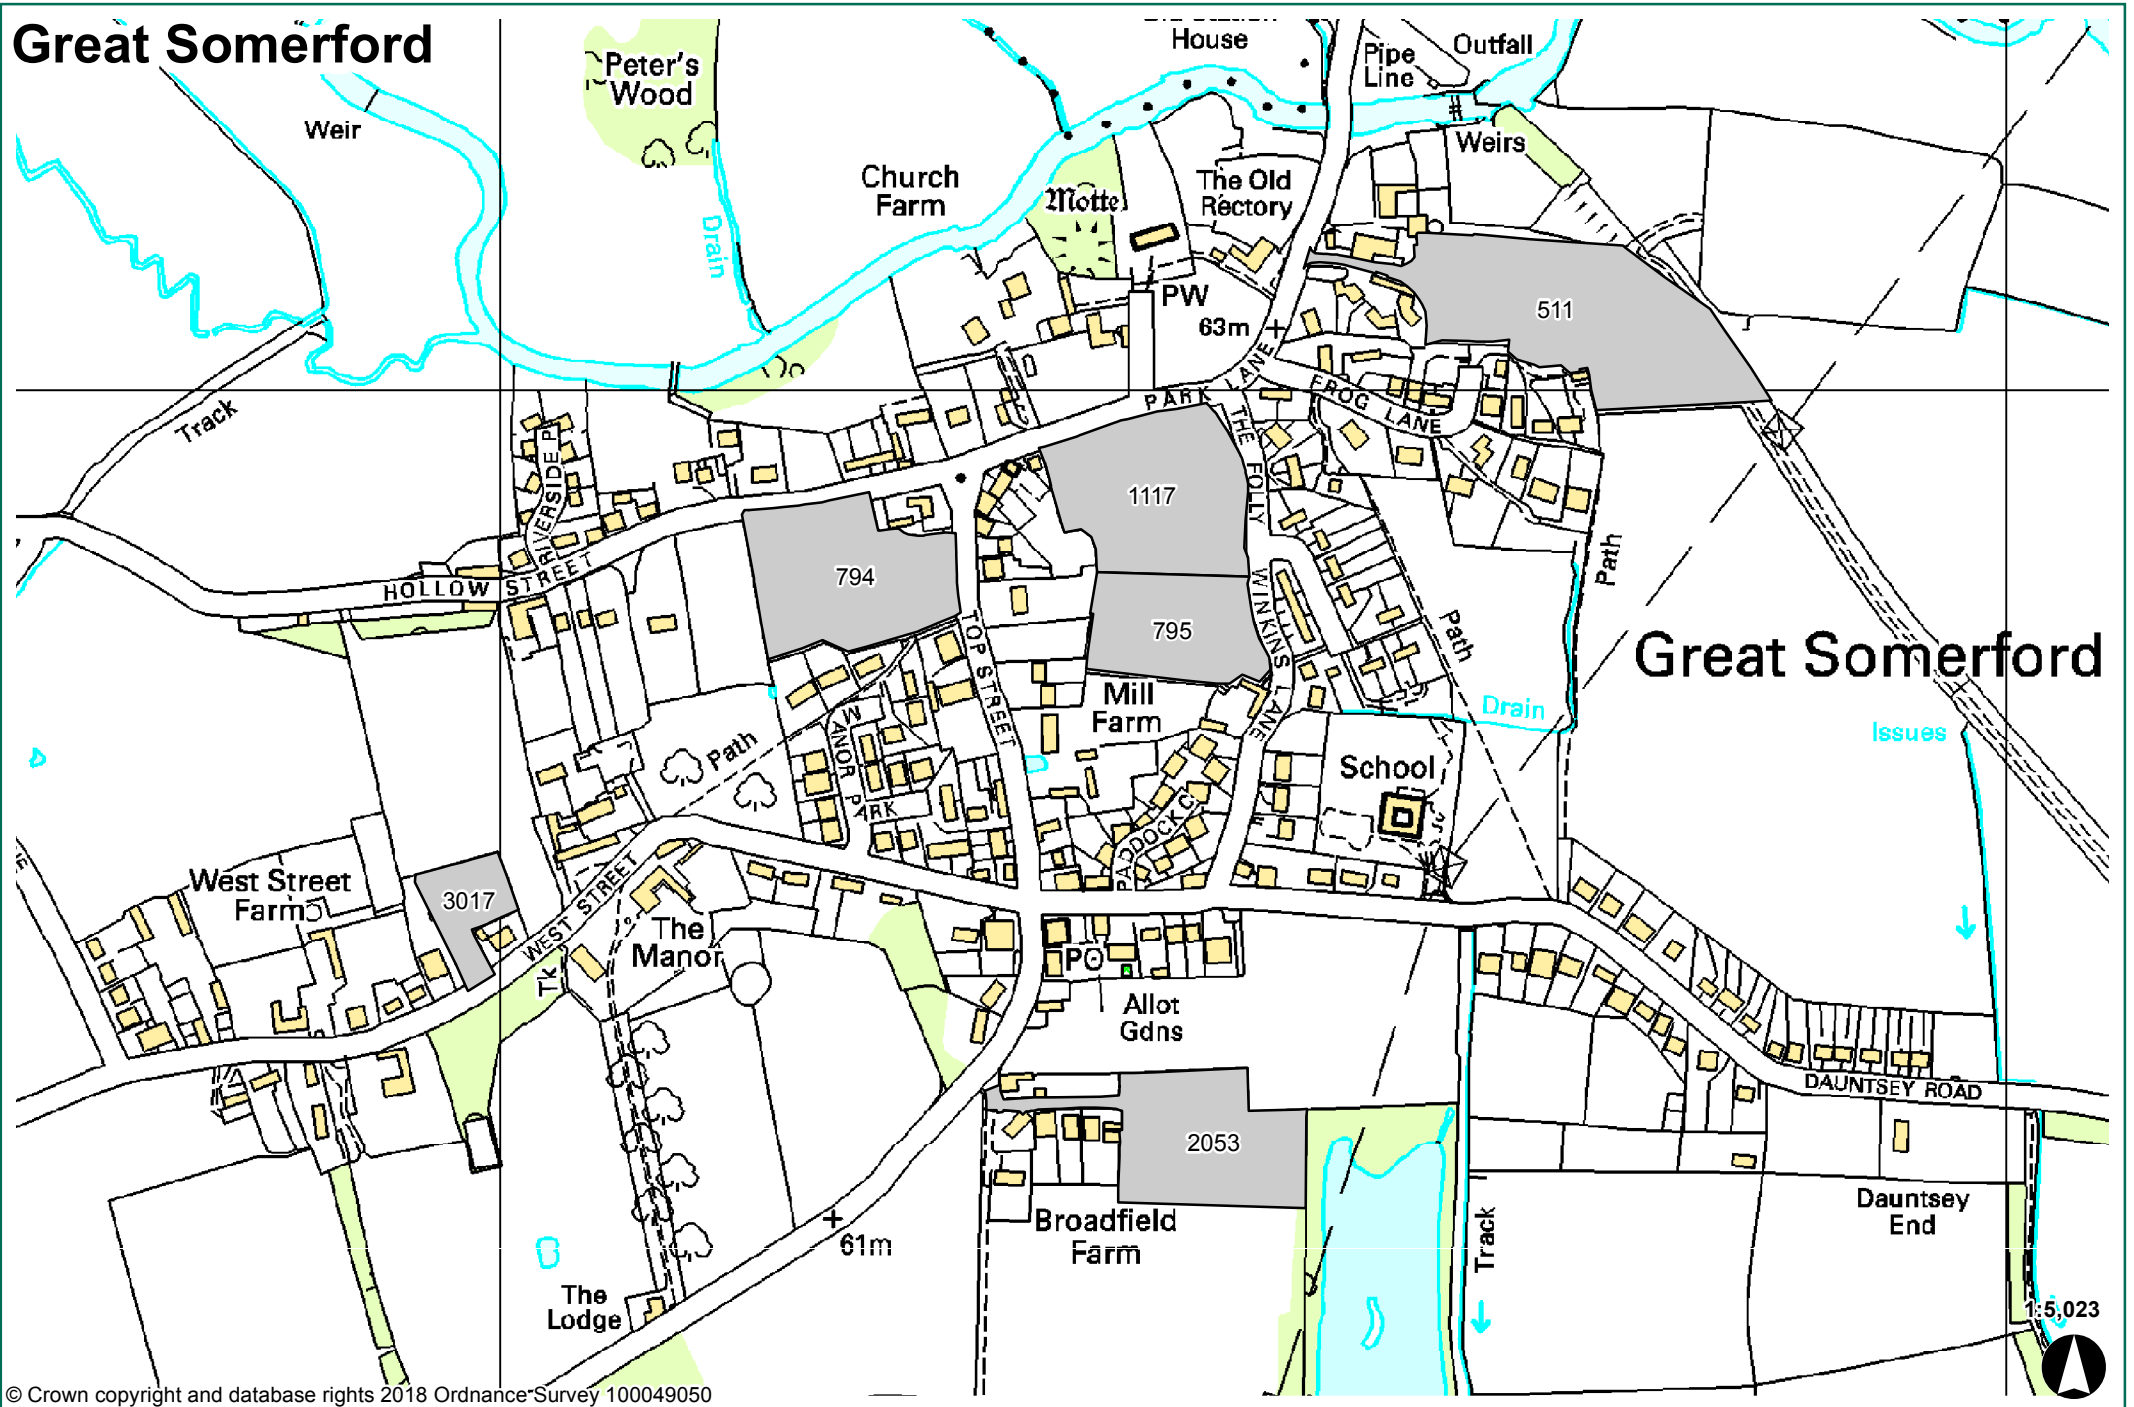 Great Somerford
House
Pipe
Line
Outfall
Peter's
Wood
Weir
Weirs
Church
Farm
Motte
The Old
Rectory
Drain
PW
63m
511
Track
PARK LANE
FROG LANE
THE FOLLY
RIVERSIDE P
1117
794
HOLLOW STREET
Path
WINKINS LANE
795
TOP STREET
Path
Great Somerford
Mill
Farm
Drain
Issues
MANOR PARK
Path
School
PADDOCK C
West Street
Farm
3017
WEST STREET
The
Manor
Tk
PO
Allot
Gdns
DAUNTSEY ROAD
2053
Broadfield
Farm
Track
Dauntsey
End
61m
The
Lodge
1:5,023
© Crown copyright and database rights 2018 Ordnance Survey 100049050